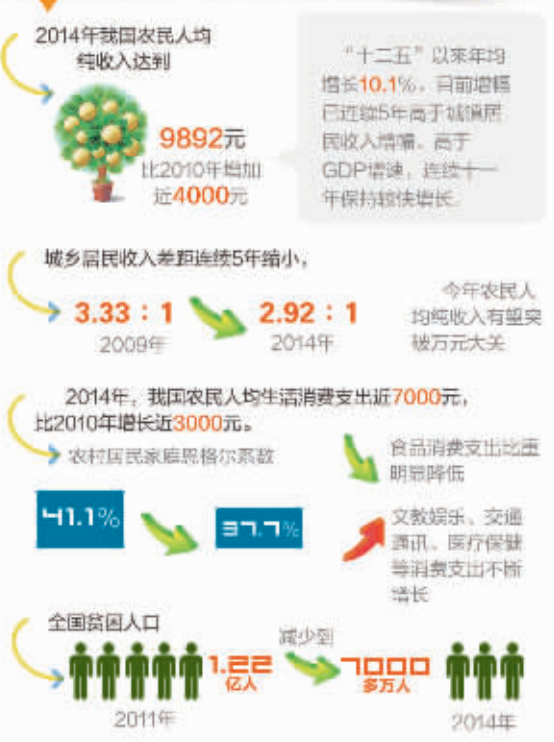 2014年我国农民人均
纯收入达到
9892元
比2010年增加
近4000元
“十二五”以来年均
增长10.1%，目前增幅
已连续5年高于城镇居
民收入增幅、高于
GDP增速，连续十一
年保持较快增长
城乡居民收入差距连续5年缩小，
3.33：1
2009年
2.92：1
2014年
今年农民人
均纯收入有望突
破万元大关
2014年，我国农民人均生活消费支出近7000元，
比2010年增长近3000元。
农村居民家庭恩格尔系数
41.1%
37.7%
食品消费支出比重
明显降低
文教娱乐、交通
通讯、医疗保健
等消费支出不断
增长
全国贫困人口
1.22
亿人
2011年
减少到
7000
多万人
2014年